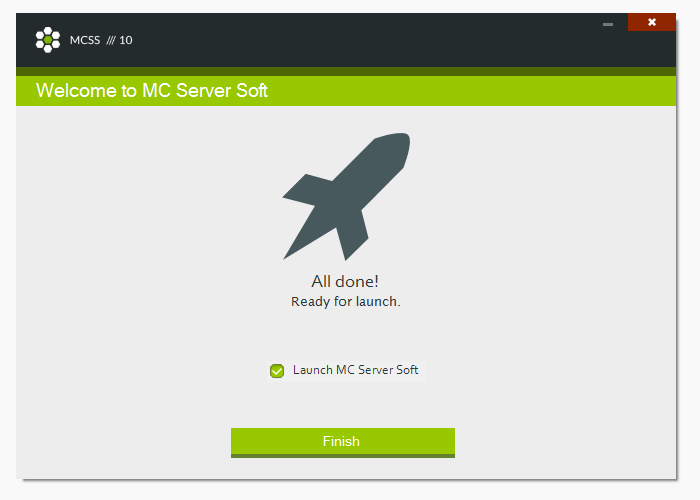 MCSS /// 10
Welcome to MC Server Soft
All done!
Ready for launch.
Launch MC Server Soft
Finish